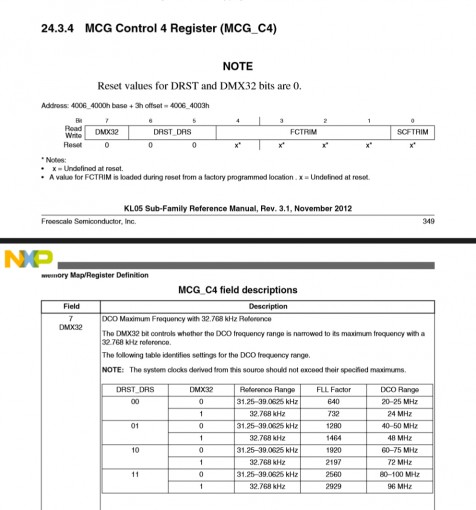 24.3.4 MCG Control 4 Register (MCG_C4)
NOTE
Reset values for DRST and DMX32 bits are 0.
Address: 4006_4000h base + 3h offset = 4006_4003h
Bit 7 6 5 4 3 2 1 0
Read
Write DMX32 DRST_DRS FCTRIM SCFTRIM
Reset 0 0 0 x* x* x* x* x*
* Notes:
• x = Undefined at reset.
• A value for FCTRIM is loaded during reset from a factory programmed location . x = Undefined at reset.
KL05 Sub-Family Reference Manual, Rev. 3.1, November 2012
Freescale Semiconductor, Inc. 349
NXP
Memory Map/Register Definition
MCG_C4 field descriptions
Field Description
7
DMX32
DCO Maximum Frequency with 32.768 kHz Reference
The DMX32 bit controls whether the DCO frequency range is narrowed to its maximum frequency with a
32.768 kHz reference.
The following table identifies settings for the DCO frequency range.
NOTE: The system clocks derived from this source should not exceed their specified maximums.
DRST_DRS DMX32 Reference Range FLL Factor DCO Range
00 0 31.25–39.0625 kHz 640 20–25 MHz
1 32.768 kHz 732 24 MHz
01 0 31.25–39.0625 kHz 1280 40–50 MHz
1 32.768 kHz 1464 48 MHz
10 0 31.25–39.0625 kHz 1920 60–75 MHz
1 32.768 kHz 2197 72 MHz
11 0 31.25–39.0625 kHz 2560 80–100 MHz
1 32.768 kHz 2929 96 MHz